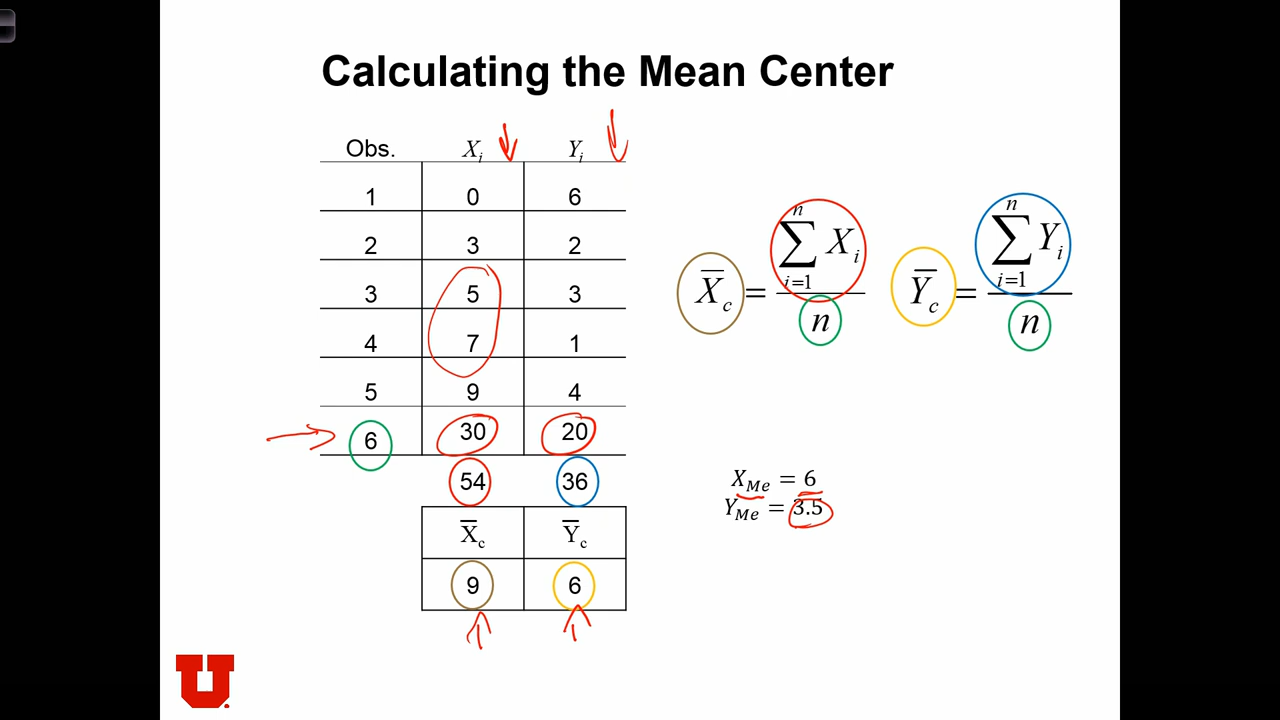 Calculating the Mean Center
Obs. Xi Yi
1 0 6
2 3 2
3 5 3
4 7 1
5 9 4
6 30 20
54 36
X̅c Y̅c
9 6
X̅c = ∑ i=1 n Xi / n
Y̅c = ∑ i=1 n Yi / n
XMe = 6
YMe = 3.5
U